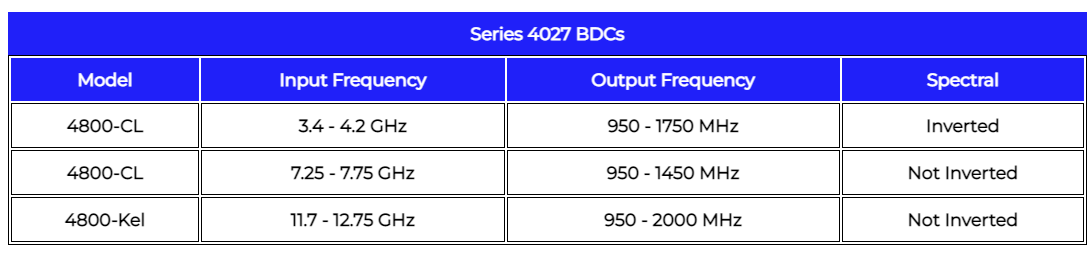 Series 4027 BDCs
Model Input Frequency Output Frequency Spectral
4800-CL 3.4 - 4.2 GHz 950 - 1750 MHz Inverted
4800-CL 7.25 - 7.75 GHz 950 - 1450 MHz Not Inverted
4800-Kel 11.7 - 12.75 GHz 950 - 2000 MHz Not Inverted